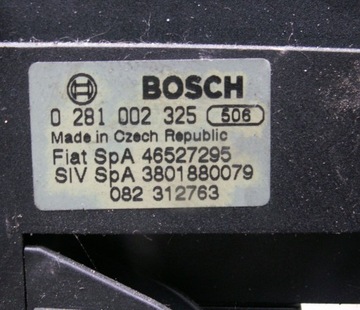 BOSCH
0 281 002 325 506
Made in Czech Republic
Fiat SpA 46527295
SIV SpA 3801880079
082 312763